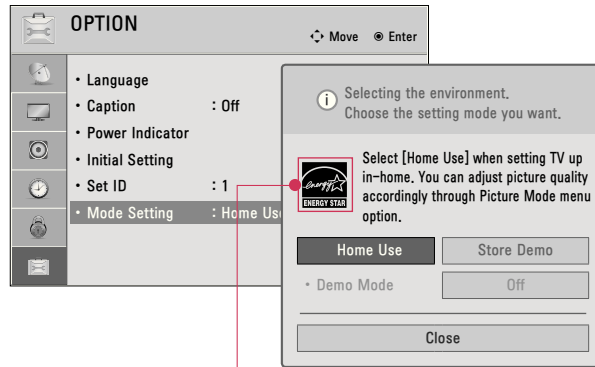 OPTION
Move Enter
• Language
• Caption : Off
• Power Indicator
• Initial Setting
• Set ID : 1
• Mode Setting : Home Use
i
Selecting the environment.
Choose the setting mode you want.
energy
ENERGY STAR
Select [Home Use] when setting TV up
in-home. You can adjust picture quality
accordingly through Picture Mode menu
option.
Home Use Store Demo
• Demo Mode Off
Close